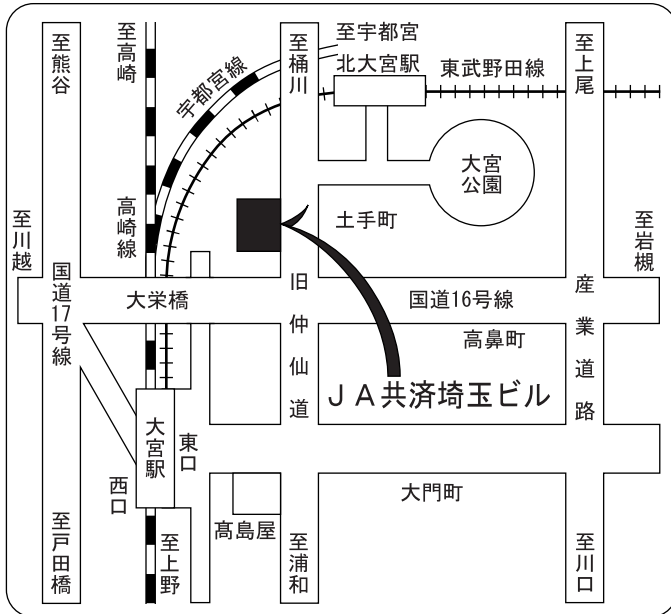 至熊谷
至高崎
至桶川
至宇都宮
北大宮駅
東武野田線
至上尾
宇都宮線
大宮
公園
土手町
高崎線
至川越
至岩槻
国道17号線
大栄橋
旧仲仙道
国道16号線
産業道路
高鼻町
JA共済埼玉ビル
大宮駅
東口
西口
大門町
髙島屋
至戸田橋
至上野
至浦和
至川口